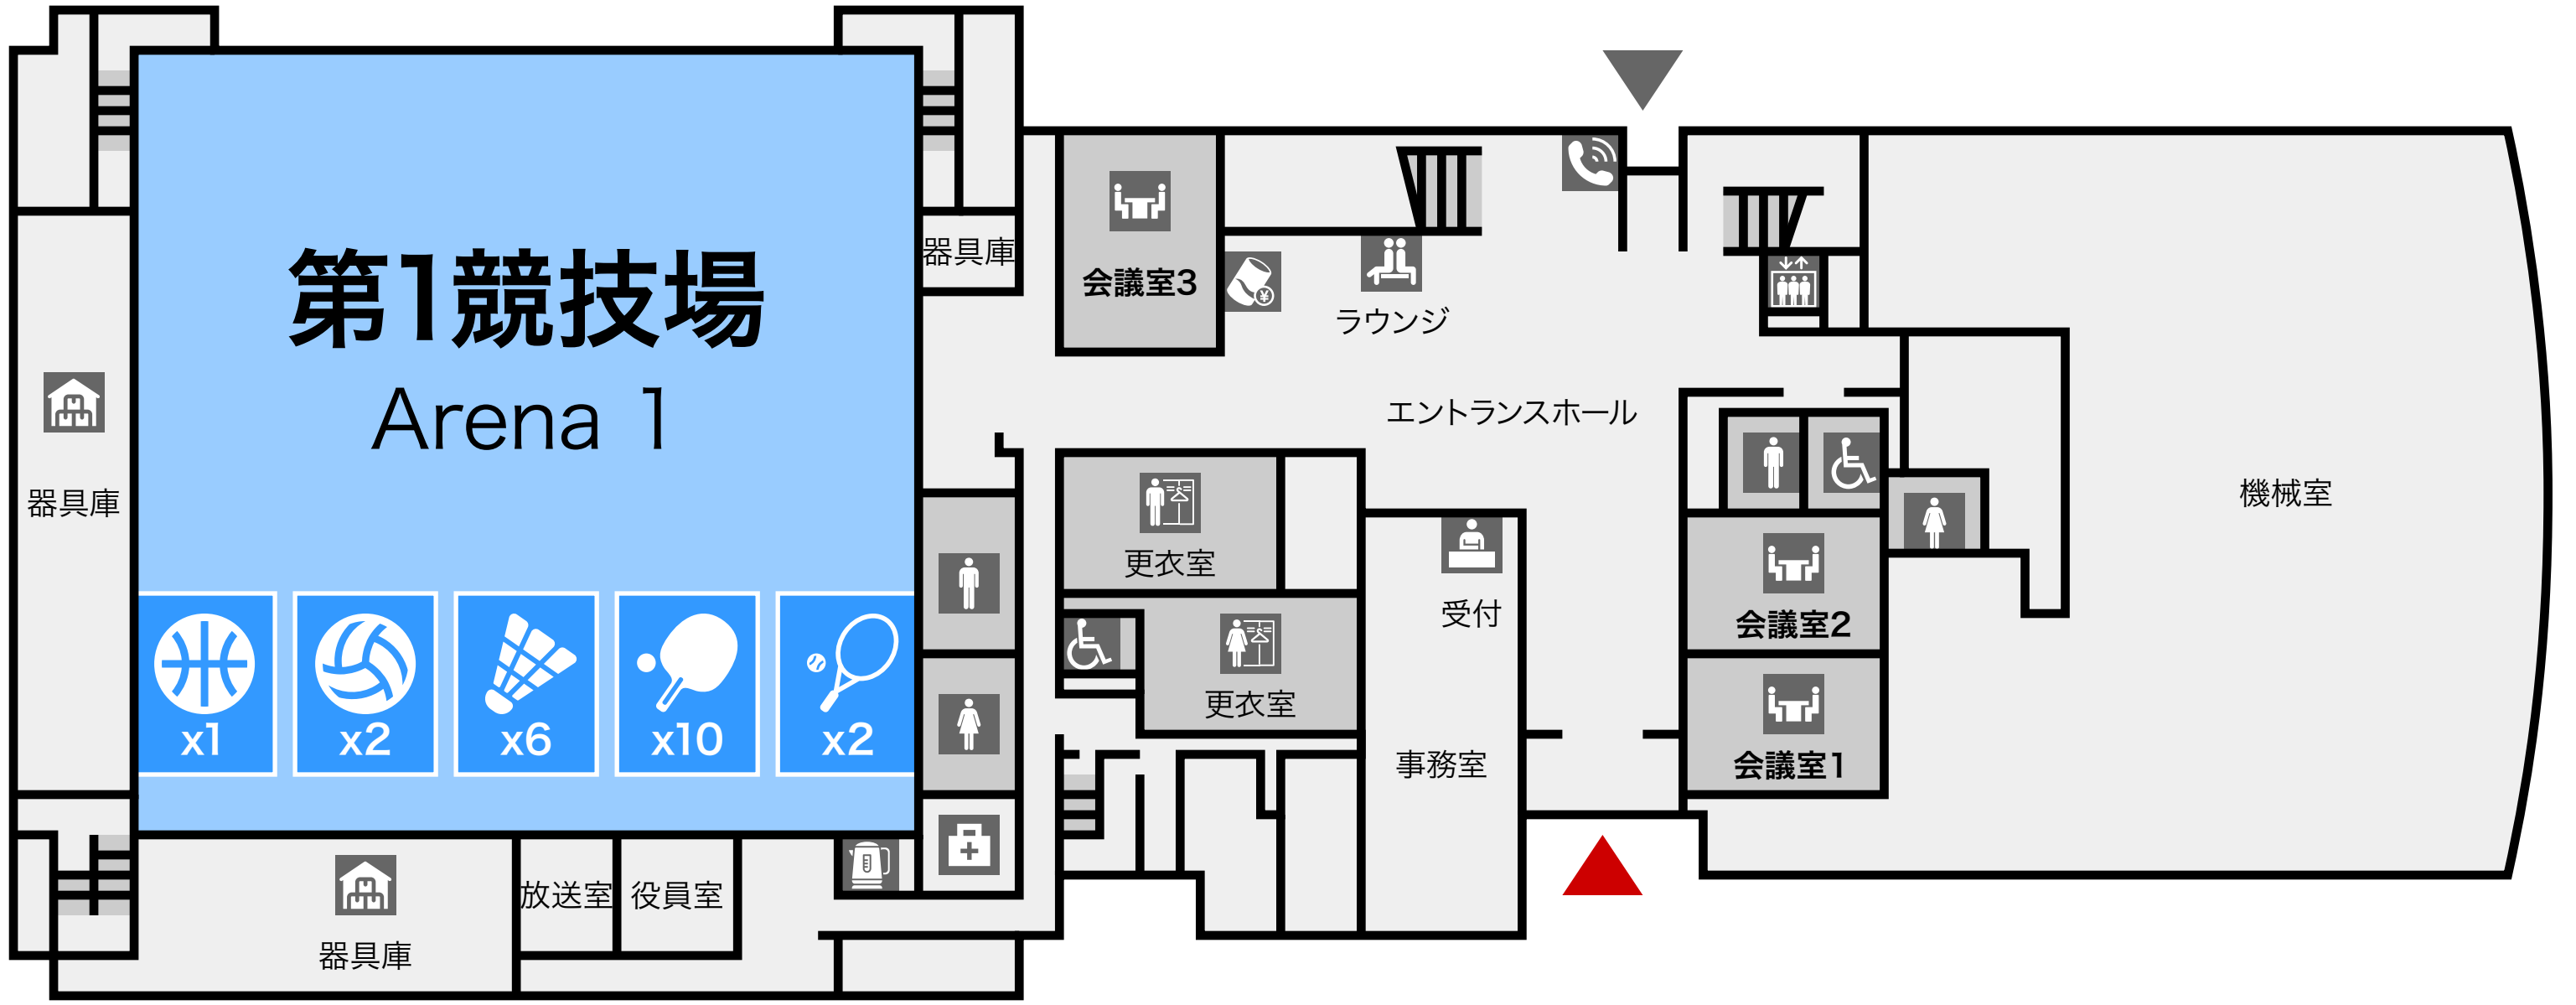 第1競技場
Arena 1
器具庫
x1
x2
x6
x10
x2
器具庫
放送室
役員室
器具庫
会議室3
¥
ラウンジ
エントランスホール
更衣室
更衣室
受付
事務室
会議室2
会議室1
機械室